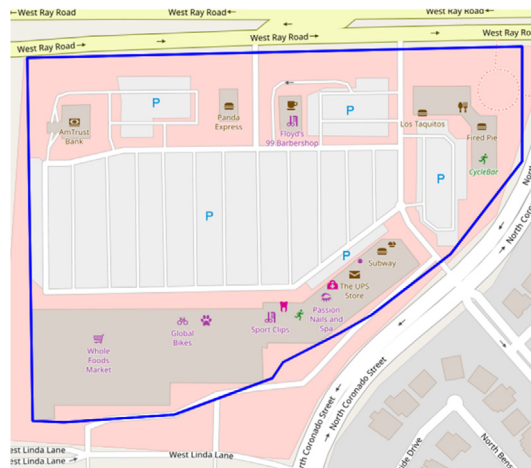 West Ray Road
West Ray Road
West Ray Road
West Ray Road
West Ray Road
P
AmTrust
Bank
Panda
Express
Floyd's
99 Barbershop
P
Los Taquitos
Fired Pie
CycleBar
P
P
P
Subway
The UPS
Store
Passion
Nails and
Spa
Sport Clips
Global
Bikes
Whole
Foods
Market
North Coronado Street
North Coronado Street
West Linda Lane
West Linda Lane
West Linda Lane